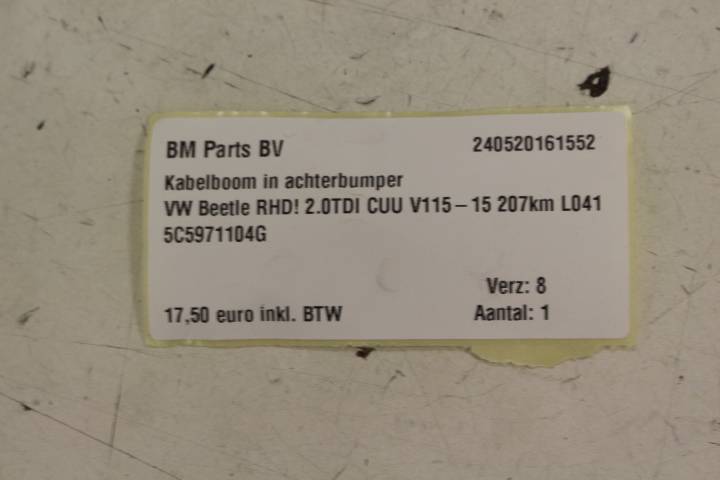 BM Parts BV 240520161552
Kabelboom in achterbumper
VW Beetle RHD! 2.0TDI CUU V115-15 207km L041
5C5971104G
Verz: 8
17,50 euro inkl. BTW Aantal: 1